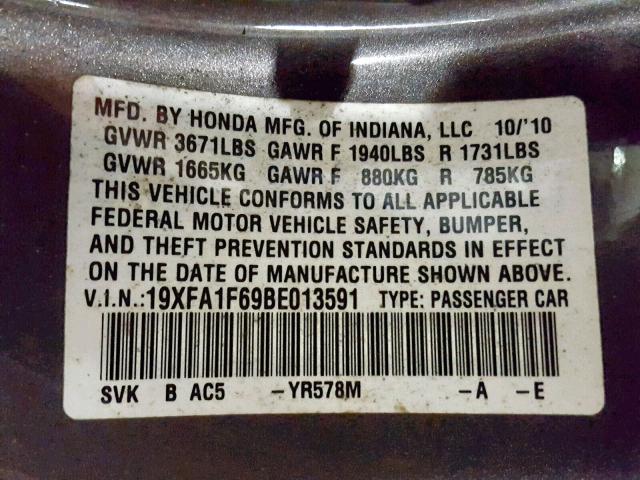 MFD. BY HONDA MFG. OF INDIANA, LLC 10/'10
GVWR 3671LBS GAWR F 1940LBS R 1731LBS
GVWR 1665KG GAWR F 880KG R 785KG
THIS VEHICLE CONFORMS TO ALL APPLICABLE
FEDERAL MOTOR VEHICLE SAFETY, BUMPER,
AND THEFT PREVENTION STANDARDS IN EFFECT
ON THE DATE OF MANUFACTURE SHOWN ABOVE.
V.I.N.:19XFA1F69BE013591 TYPE: PASSENGER CAR
SVK B AC5 -YR578M -A -E